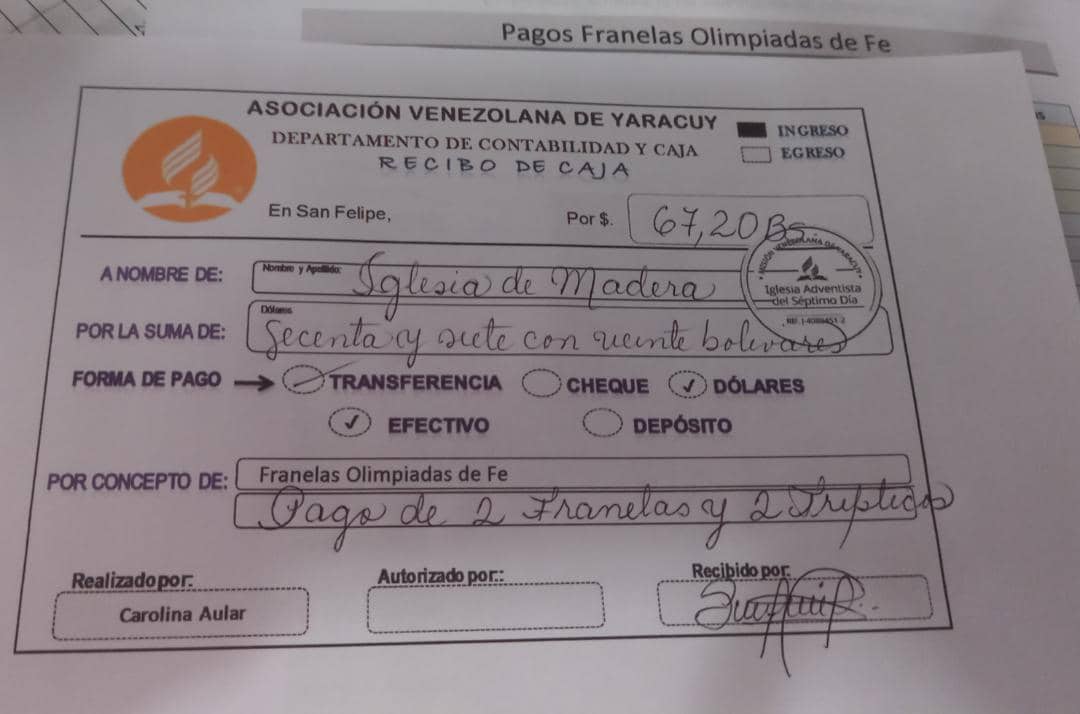 Pagos Franelas Olimpiadas de Fe
ASOCIACIÓN VENEZOLANA DE YARACUY
DEPARTAMENTO DE CONTABILIDAD Y CAJA
RECIBO DE CAJA
INGRESO
EGRESO
En San Felipe,
Por $.
67,20 Bs.
A NOMBRE DE:
Nombre y Apellido:
Iglesia de Madera
VENEZOLANA DE YARACUY
Iglesia Adventista
del Séptimo Día
POR LA SUMA DE:
Dólares
Secenta y siete con veinte bolivares
FORMA DE PAGO
TRANSFERENCIA
CHEQUE
DÓLARES
EFECTIVO
DEPÓSITO
POR CONCEPTO DE:
Franelas Olimpiadas de Fe
Pago de 2 Franelas y 2 Tripticos
Realizado por:
Carolina Aular
Autorizado por::
Recibido por: